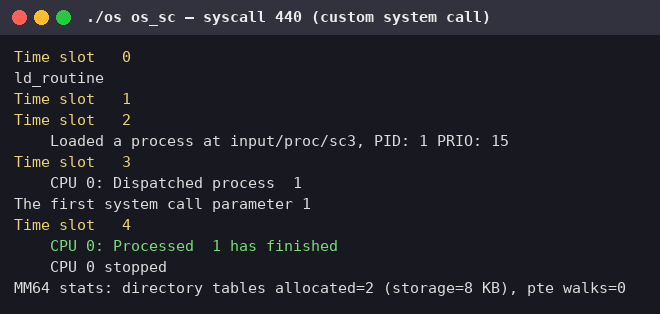 ./os os_sc — syscall 440 (custom system call)
Time slot   0
ld_routine
Time slot   1
Time slot   2
    Loaded a process at input/proc/sc3, PID: 1 PRIO: 15
Time slot   3
    CPU 0: Dispatched process  1
The first system call parameter 1
Time slot   4
    CPU 0: Processed  1 has finished
    CPU 0 stopped
MM64 stats: directory tables allocated=2 (storage=8 KB), pte walks=0